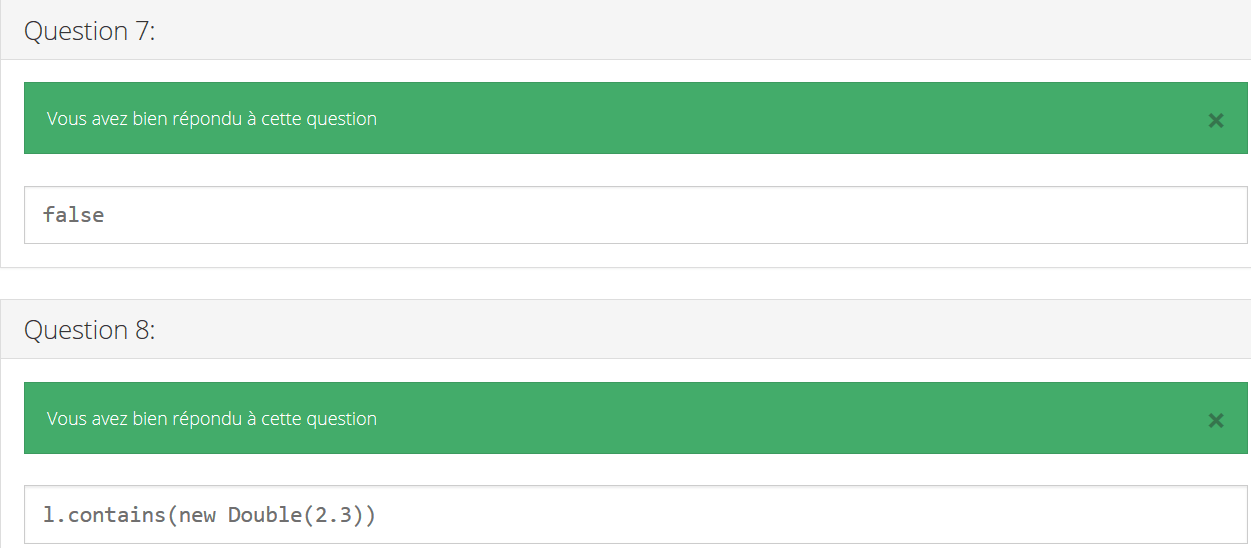 Question 7:
Vous avez bien répondu à cette question
×
false
Question 8:
Vous avez bien répondu à cette question
×
l.contains(new Double(2.3))